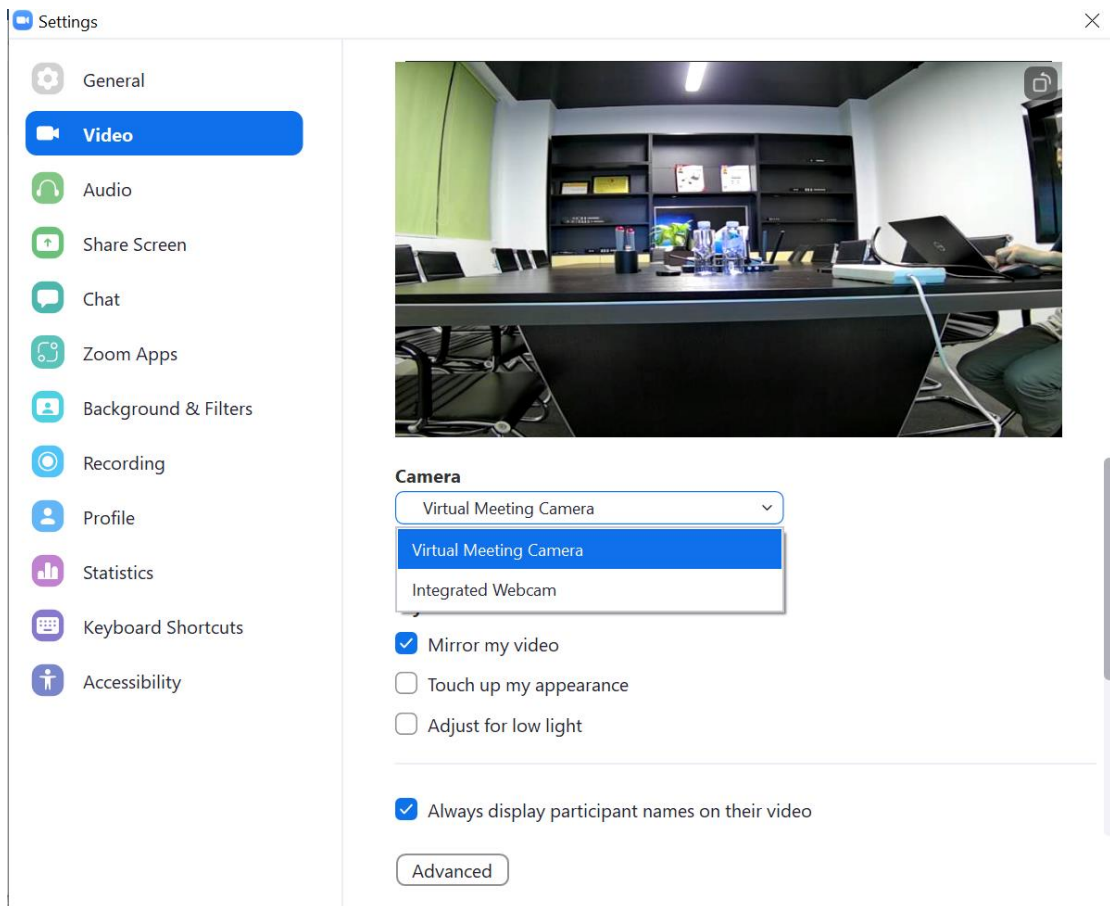 Settings
General
Video
Audio
Share Screen
Chat
Zoom Apps
Background & Filters
Recording
Profile
Statistics
Keyboard Shortcuts
Accessibility
Camera
Virtual Meeting Camera
Virtual Meeting Camera
Integrated Webcam
Mirror my video
Touch up my appearance
Adjust for low light
Always display participant names on their video
Advanced